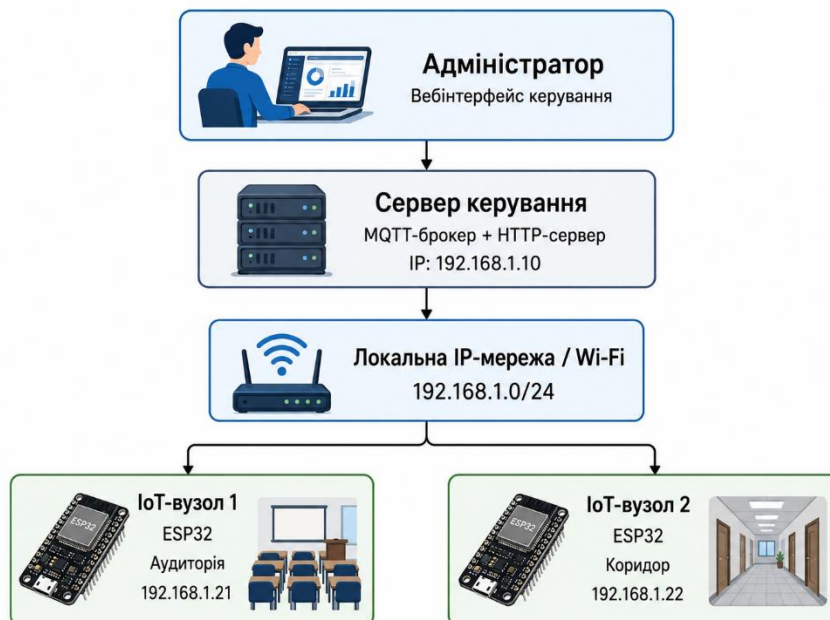 Адміністратор
Вебінтерфейс керування
Сервер керування
MQTT-брокер + HTTP-сервер
IP: 192.168.1.10
Локальна IP-мережа / Wi-Fi
192.168.1.0/24
IoT-вузол 1
ESP32
ESP32
Аудиторія
192.168.1.21
IoT-вузол 2
ESP32
ESP32
Коридор
192.168.1.22